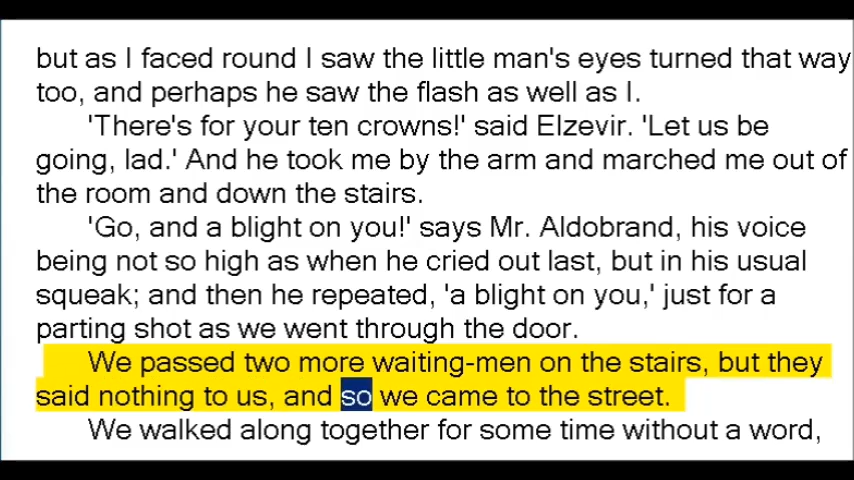 but as I faced round I saw the little man's eyes turned that way
too, and perhaps he saw the flash as well as I.
'There's for your ten crowns!' said Elzevir. 'Let us be
going, lad.' And he took me by the arm and marched me out of
the room and down the stairs.
'Go, and a blight on you!' says Mr. Aldobrand, his voice
being not so high as when he cried out last, but in his usual
squeak; and then he repeated, 'a blight on you,' just for a
parting shot as we went through the door.
We passed two more waiting-men on the stairs, but they
said nothing to us, and so we came to the street.
We walked along together for some time without a word,